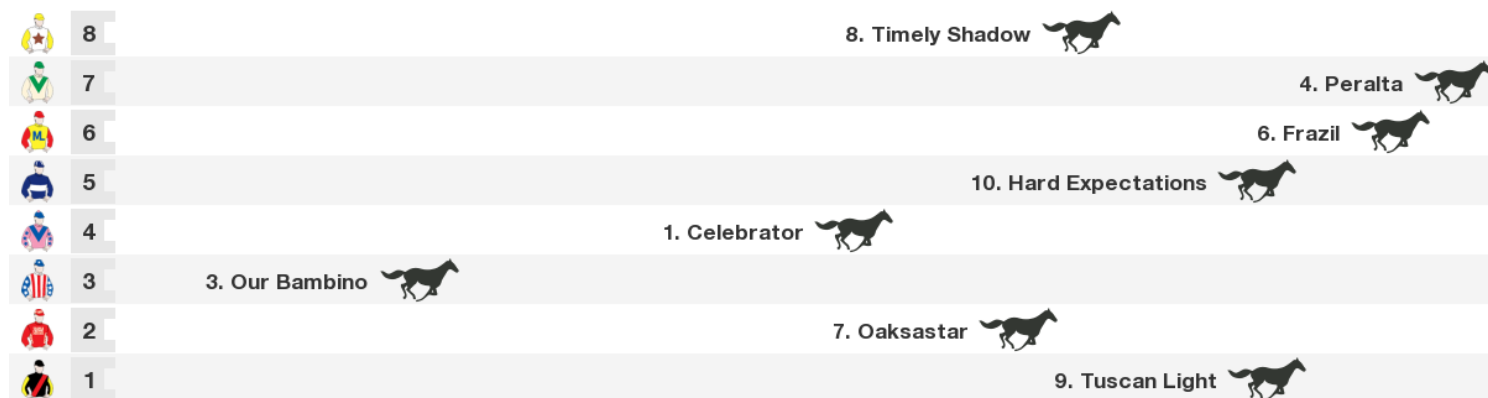 8 8. Timely Shadow
7 4. Peralta
ML 6 6. Frazil
5 10. Hard Expectations
4 1. Celebrator
3 3. Our Bambino
2 7. Oaksastar
1 9. Tuscan Light